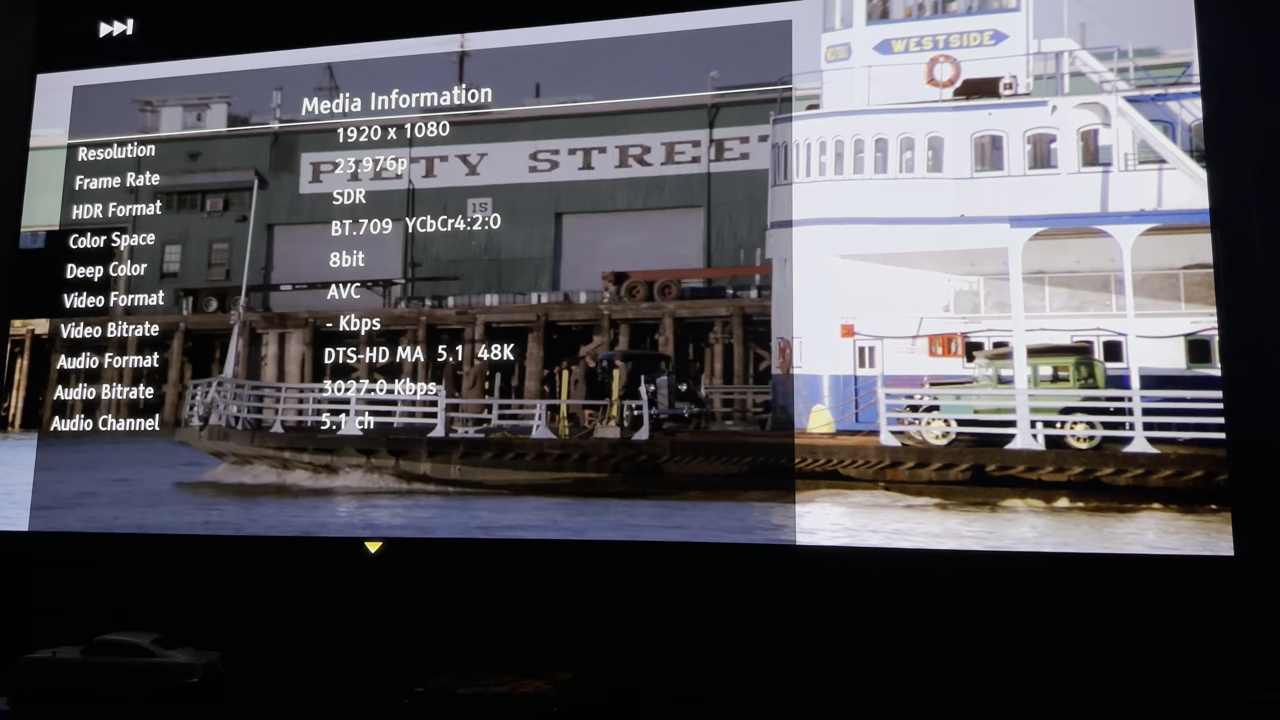 WESTSIDE
Media Information
Resolution 1920 x 1080
Frame Rate 23.976p
HDR Format SDR
Color Space BT.709 YCbCr4:2:0
Deep Color 8bit
Video Format AVC
Video Bitrate - Kbps
Audio Format DTS-HD MA 5.1 48K
Audio Bitrate 3027.0 Kbps
Audio Channel 5.1 ch
PIETY STREE
15